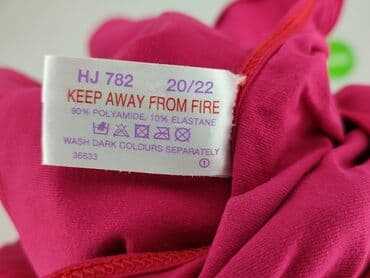 HJ 782 20/22
KEEP AWAY FROM FIRE
90% POLYAMIDE, 10% ELASTANE
WASH DARK COLOURS SEPARATELY
36633 1